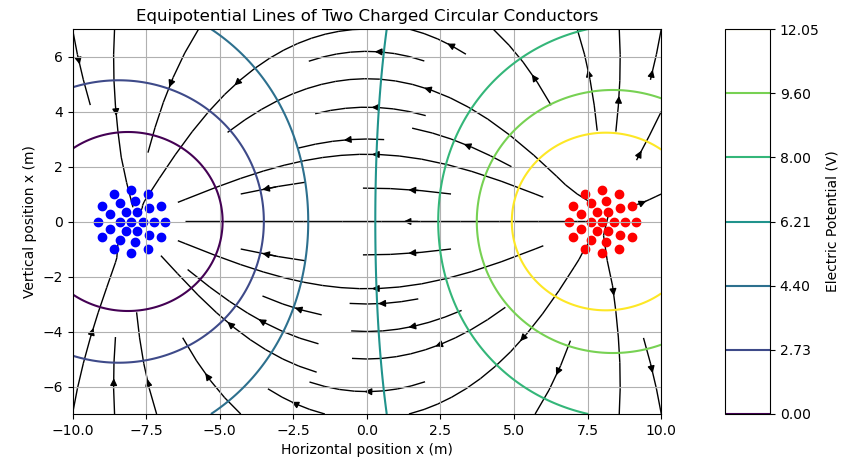 Equipotential Lines of Two Charged Circular Conductors
12.05
6
9.60
4
8.00
2
6.21
0
4.40
−2
2.73
−4
0.00
−6
−10.0 −7.5 −5.0 −2.5 0.0 2.5 5.0 7.5 10.0
Horizontal position x (m)
Vertical position x (m)
Electric Potential (V)